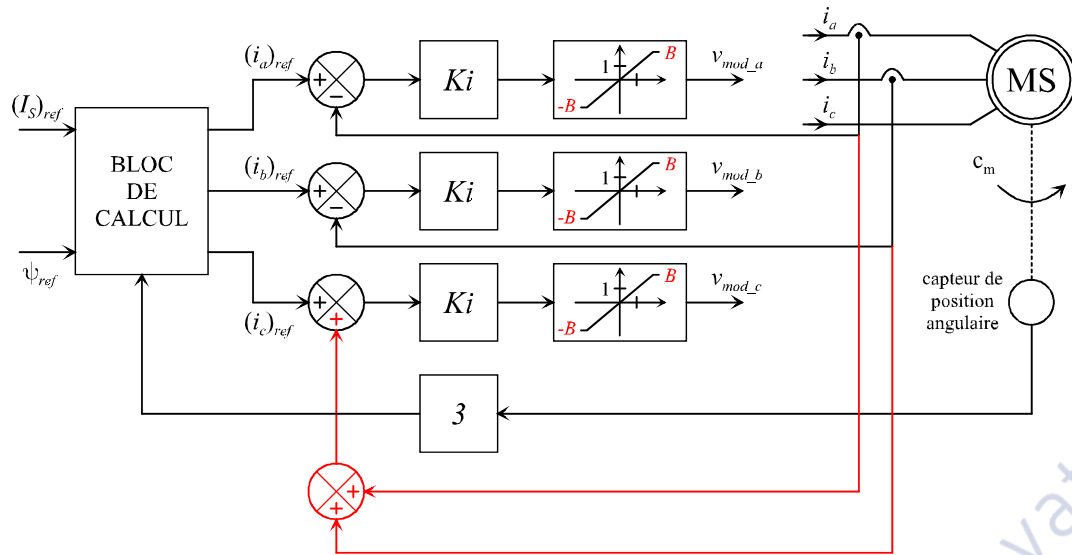 (i_a)_ref
+
−
Ki
1
B
-B
v_mod_a
i_a
i_b
i_c
MS
(I_S)_ref
BLOC
DE
CALCUL
ψ_ref
(i_b)_ref
+
−
Ki
1
B
-B
v_mod_b
c_m
(i_c)_ref
+
+
Ki
1
B
-B
v_mod_c
capteur de
position
angulaire
3
+
+